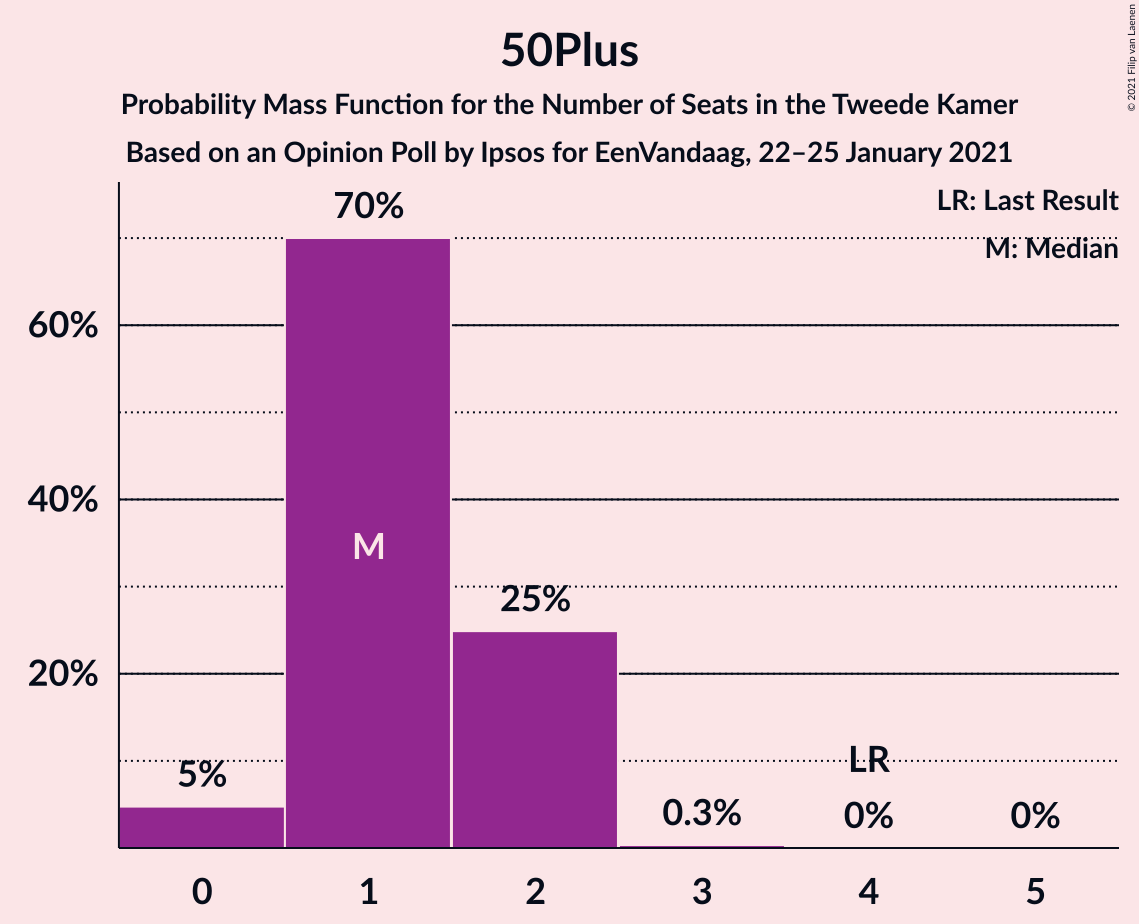 50Plus
Probability Mass Function for the Number of Seats in the Tweede Kamer
Based on an Opinion Poll by Ipsos for EenVandaag, 22–25 January 2021
© 2021 Filip van Laenen
LR: Last Result
M: Median
70%
60%
40%
M
25%
20%
5%
LR
0.3%
0%
0%
0 1 2 3 4 5